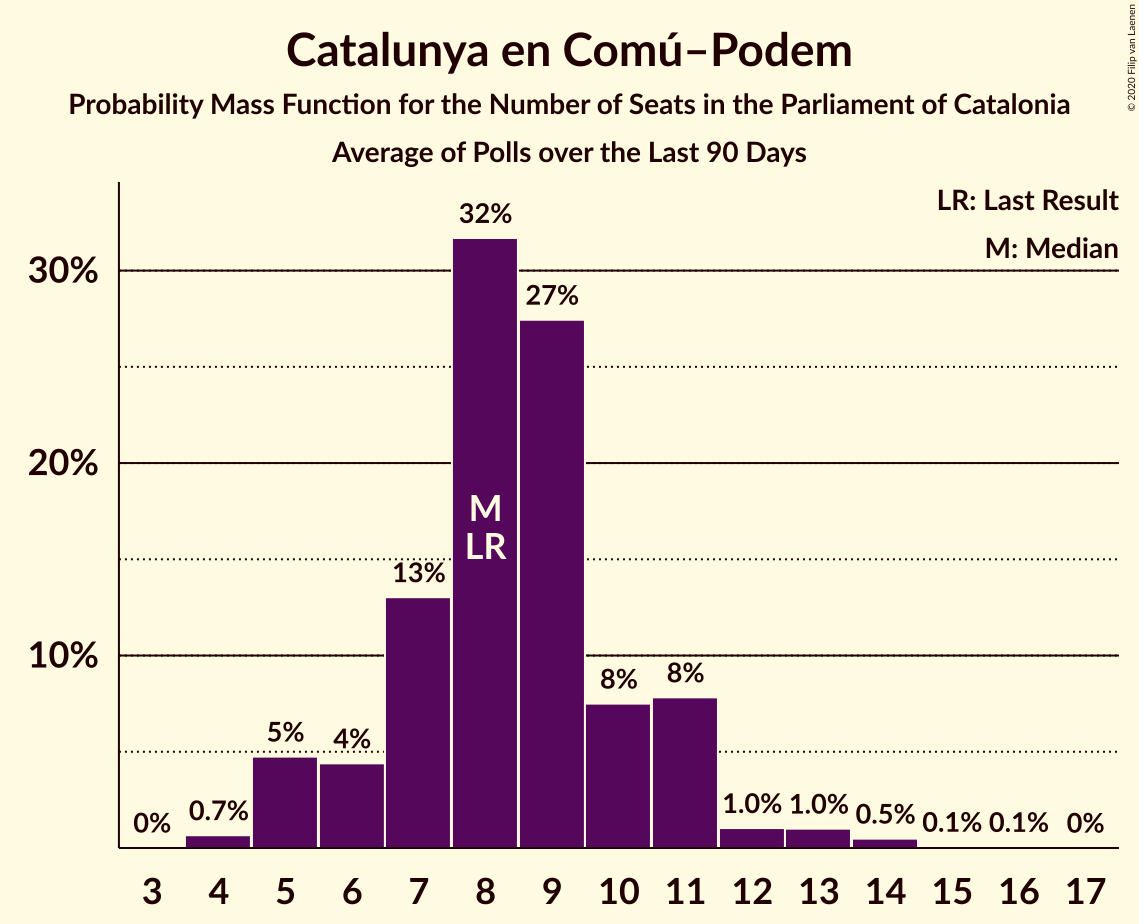 Catalunya en Comú–Podem
Probability Mass Function for the Number of Seats in the Parliament of Catalonia
Average of Polls over the Last 90 Days
© 2020 Filip van Laenen
LR: Last Result
M: Median
30%
20%
10%
0%
0.7%
5%
4%
13%
32%
27%
8%
8%
1.0%
1.0%
0.5%
0.1%
0.1%
0%
M
LR
3 4 5 6 7 8 9 10 11 12 13 14 15 16 17